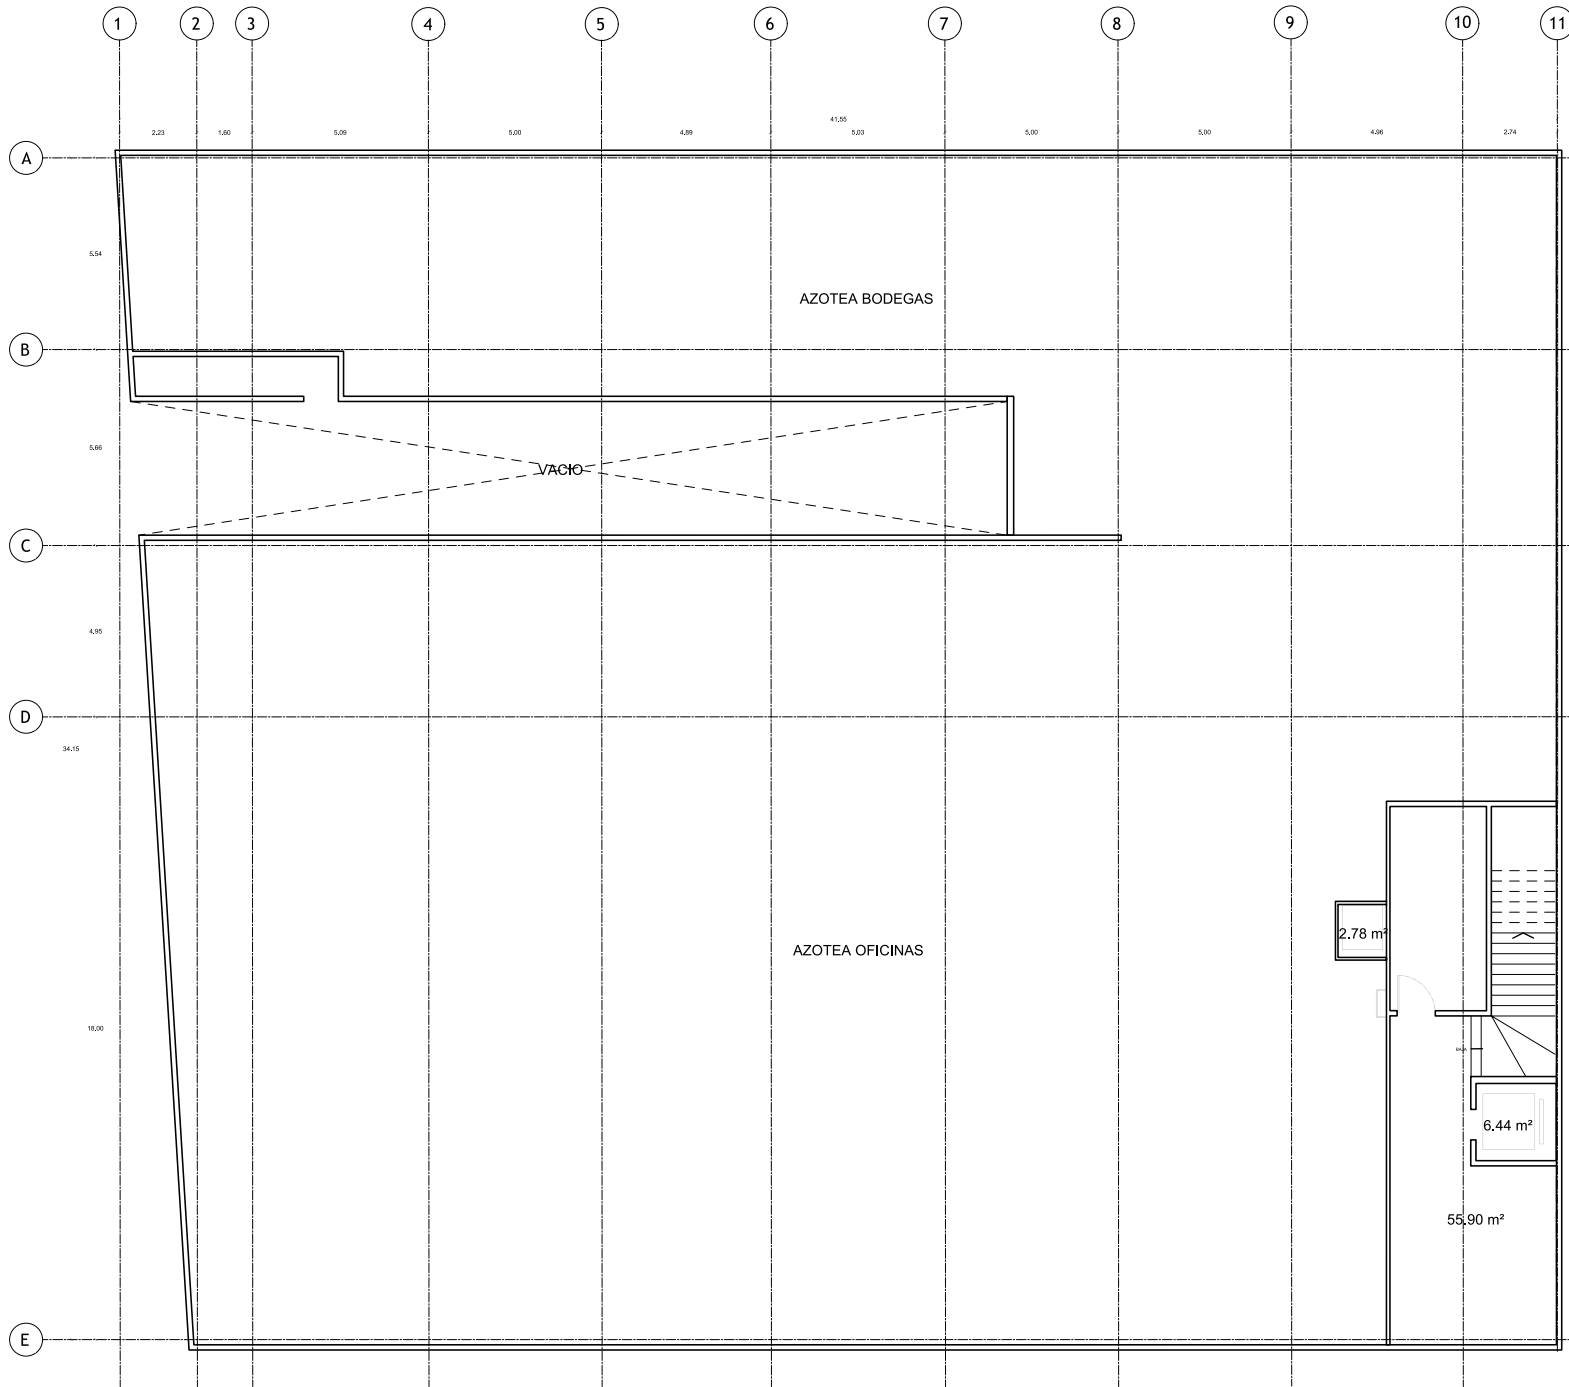 1 2 3 4 5 6 7 8 9 10 11
41,55
2.23 1.60 5.09 5.00 4.89 5.03 5.00 5.00 4.96 2.74
A
5.54
AZOTEA BODEGAS
B
5.66
VACIO
C
4.95
D
34.15
2.78 m²
AZOTEA OFICINAS
18.00
BAJA
6.44 m²
55.90 m²
E